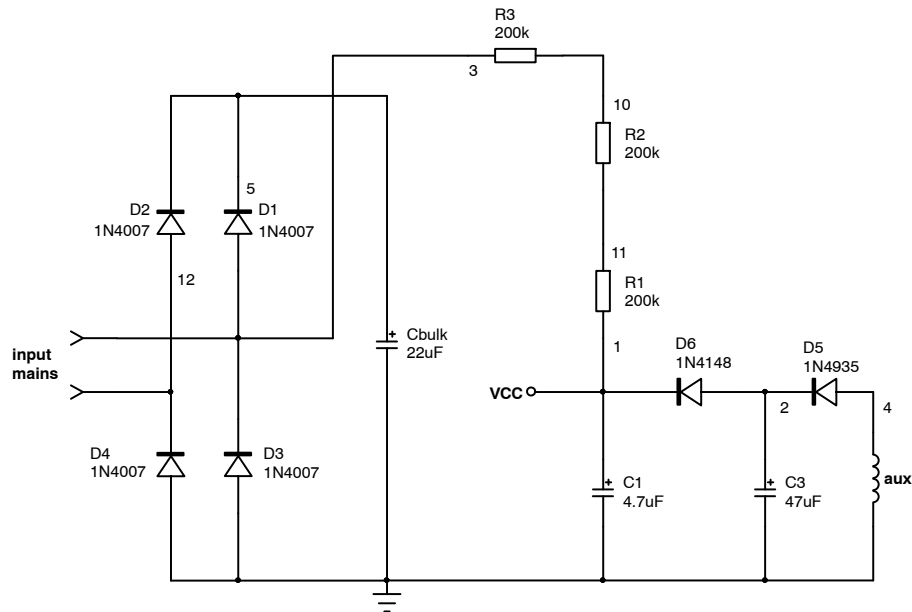 R3
200k
3
10
R2
200k
5
D2
1N4007
D1
1N4007
11
12
R1
200k
input
mains
Cbulk
22uF
+
1
D6
1N4148
D5
1N4935
VCC
2
4
D4
1N4007
D3
1N4007
+
C1
4.7uF
+
C3
47uF
aux